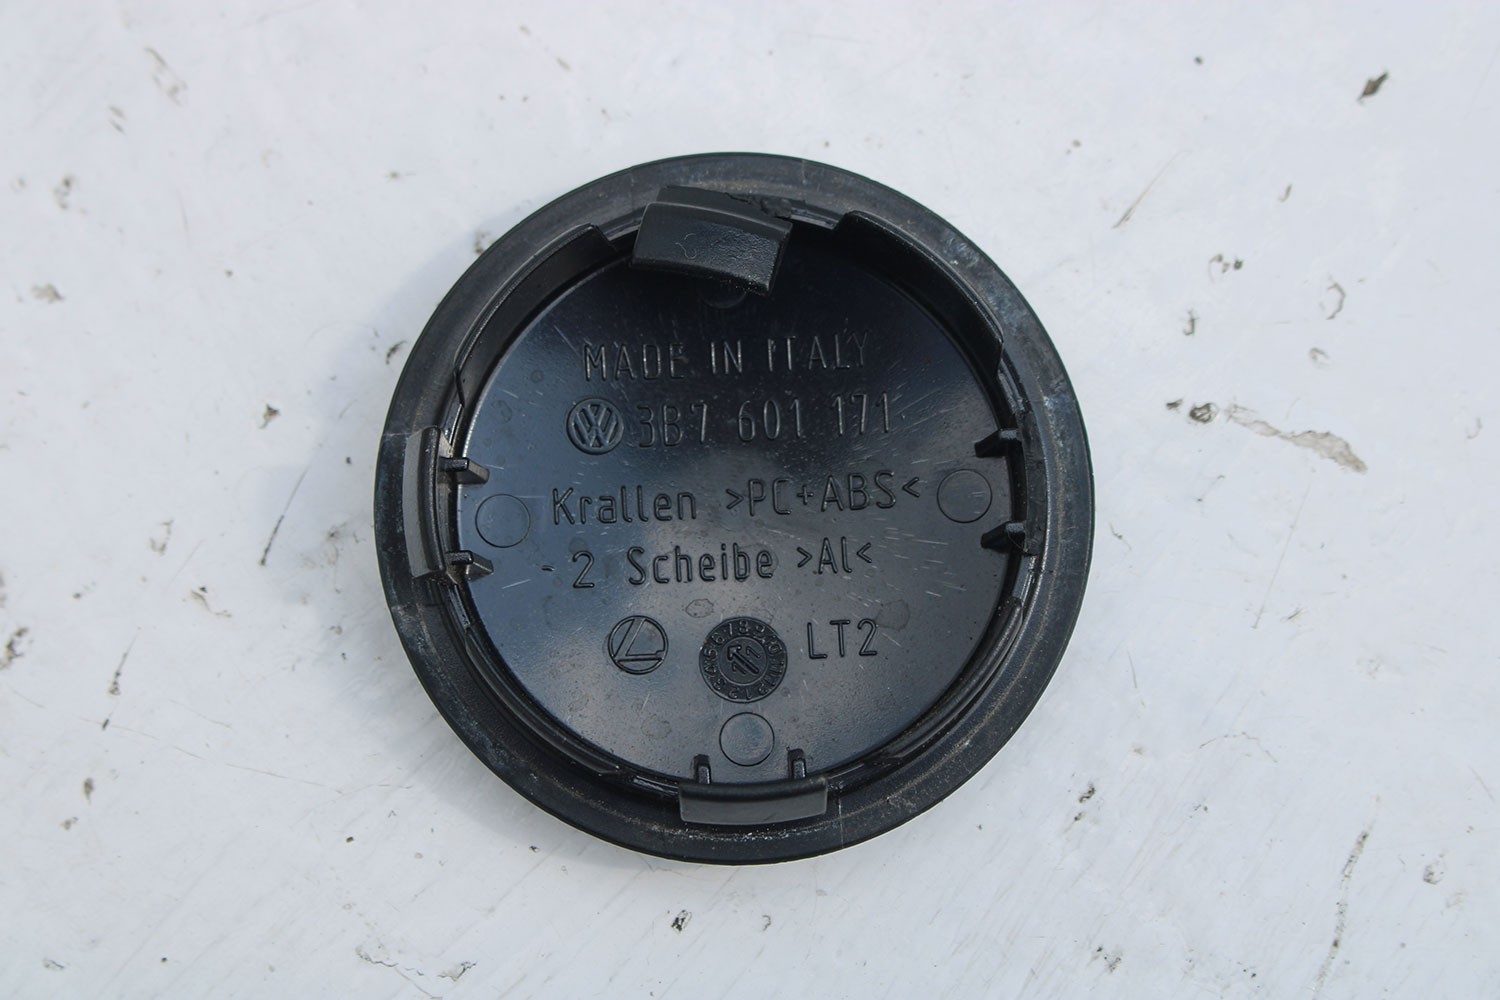 MADE IN ITALY
3B7 601 171
Krallen >PC+ABS<
-2 Scheibe >Al<
LT2